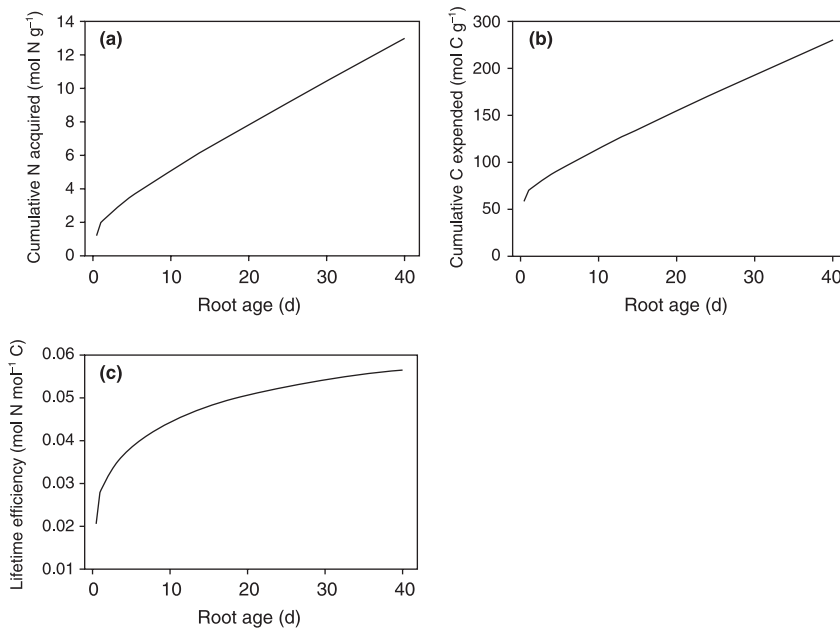 (a)
Cumulative N acquired (mol N g⁻¹)
14
12
10
8
6
4
2
0
0 10 20 30 40
Root age (d)
(b)
Cumulative C expended (mol C g⁻¹)
300
250
200
150
100
50
0
0 10 20 30 40
Root age (d)
(c)
Lifetime efficiency (mol N mol⁻¹ C)
0.06
0.05
0.04
0.03
0.02
0.01
0 10 20 30 40
Root age (d)